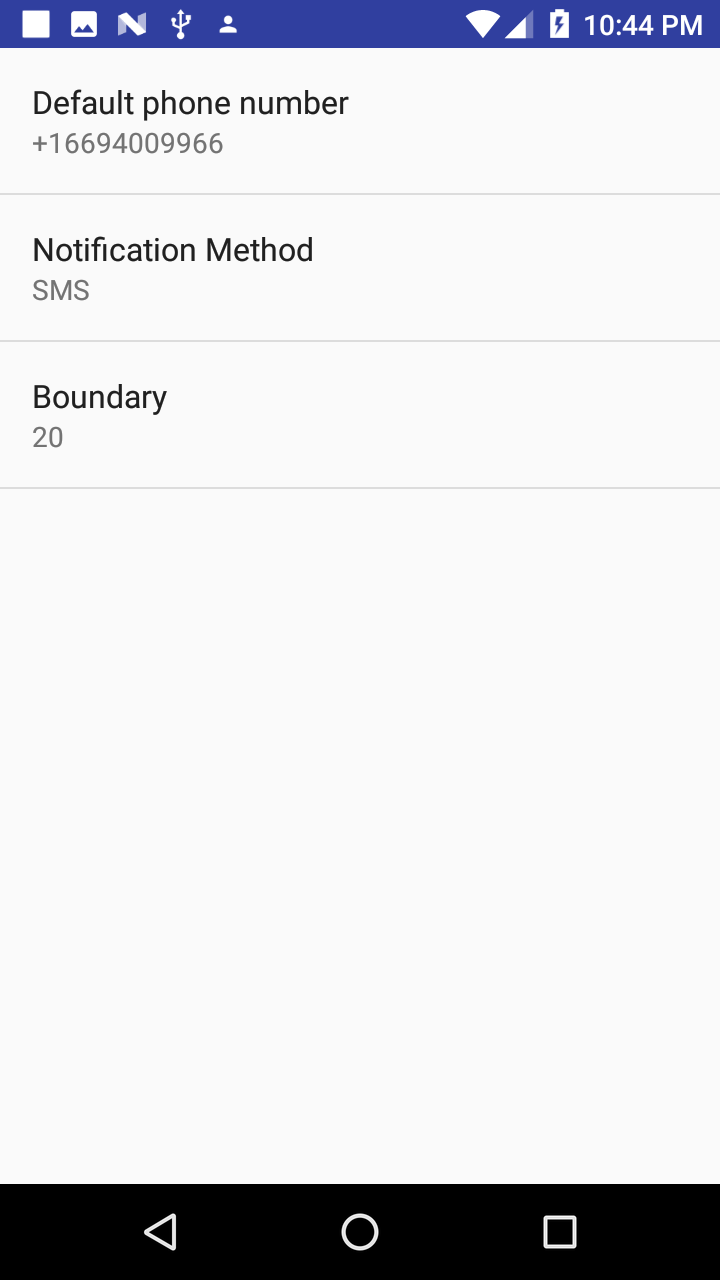 10:44 PM
Default phone number
+16694009966
Notification Method
SMS
Boundary
20